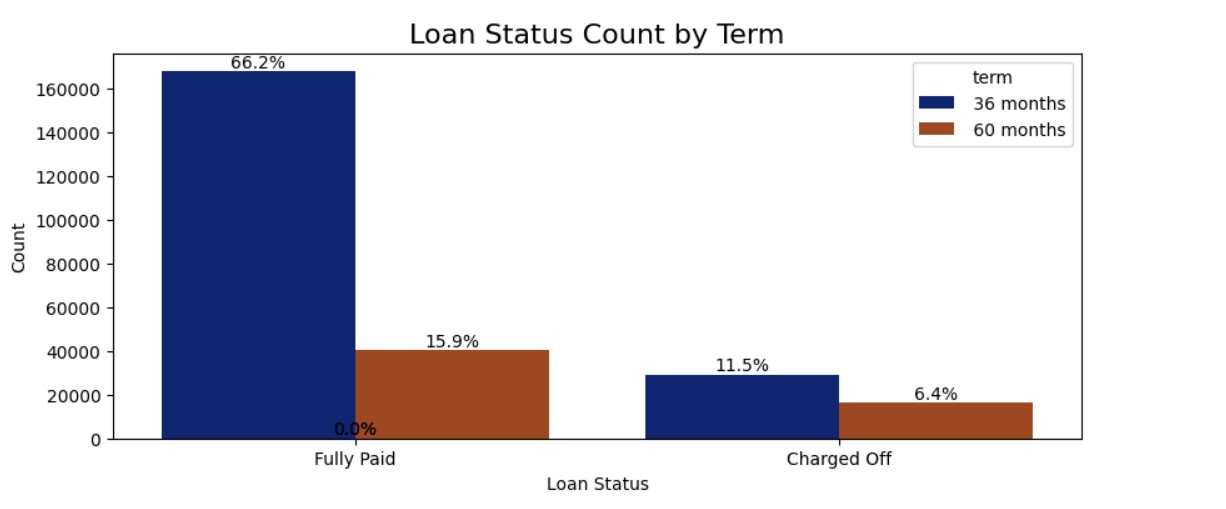 Loan Status Count by Term
66.2%
term
36 months
60 months
160000
140000
120000
100000
80000
60000
40000
20000
0
Count
15.9%
11.5%
6.4%
0.0%
Fully Paid
Charged Off
Loan Status